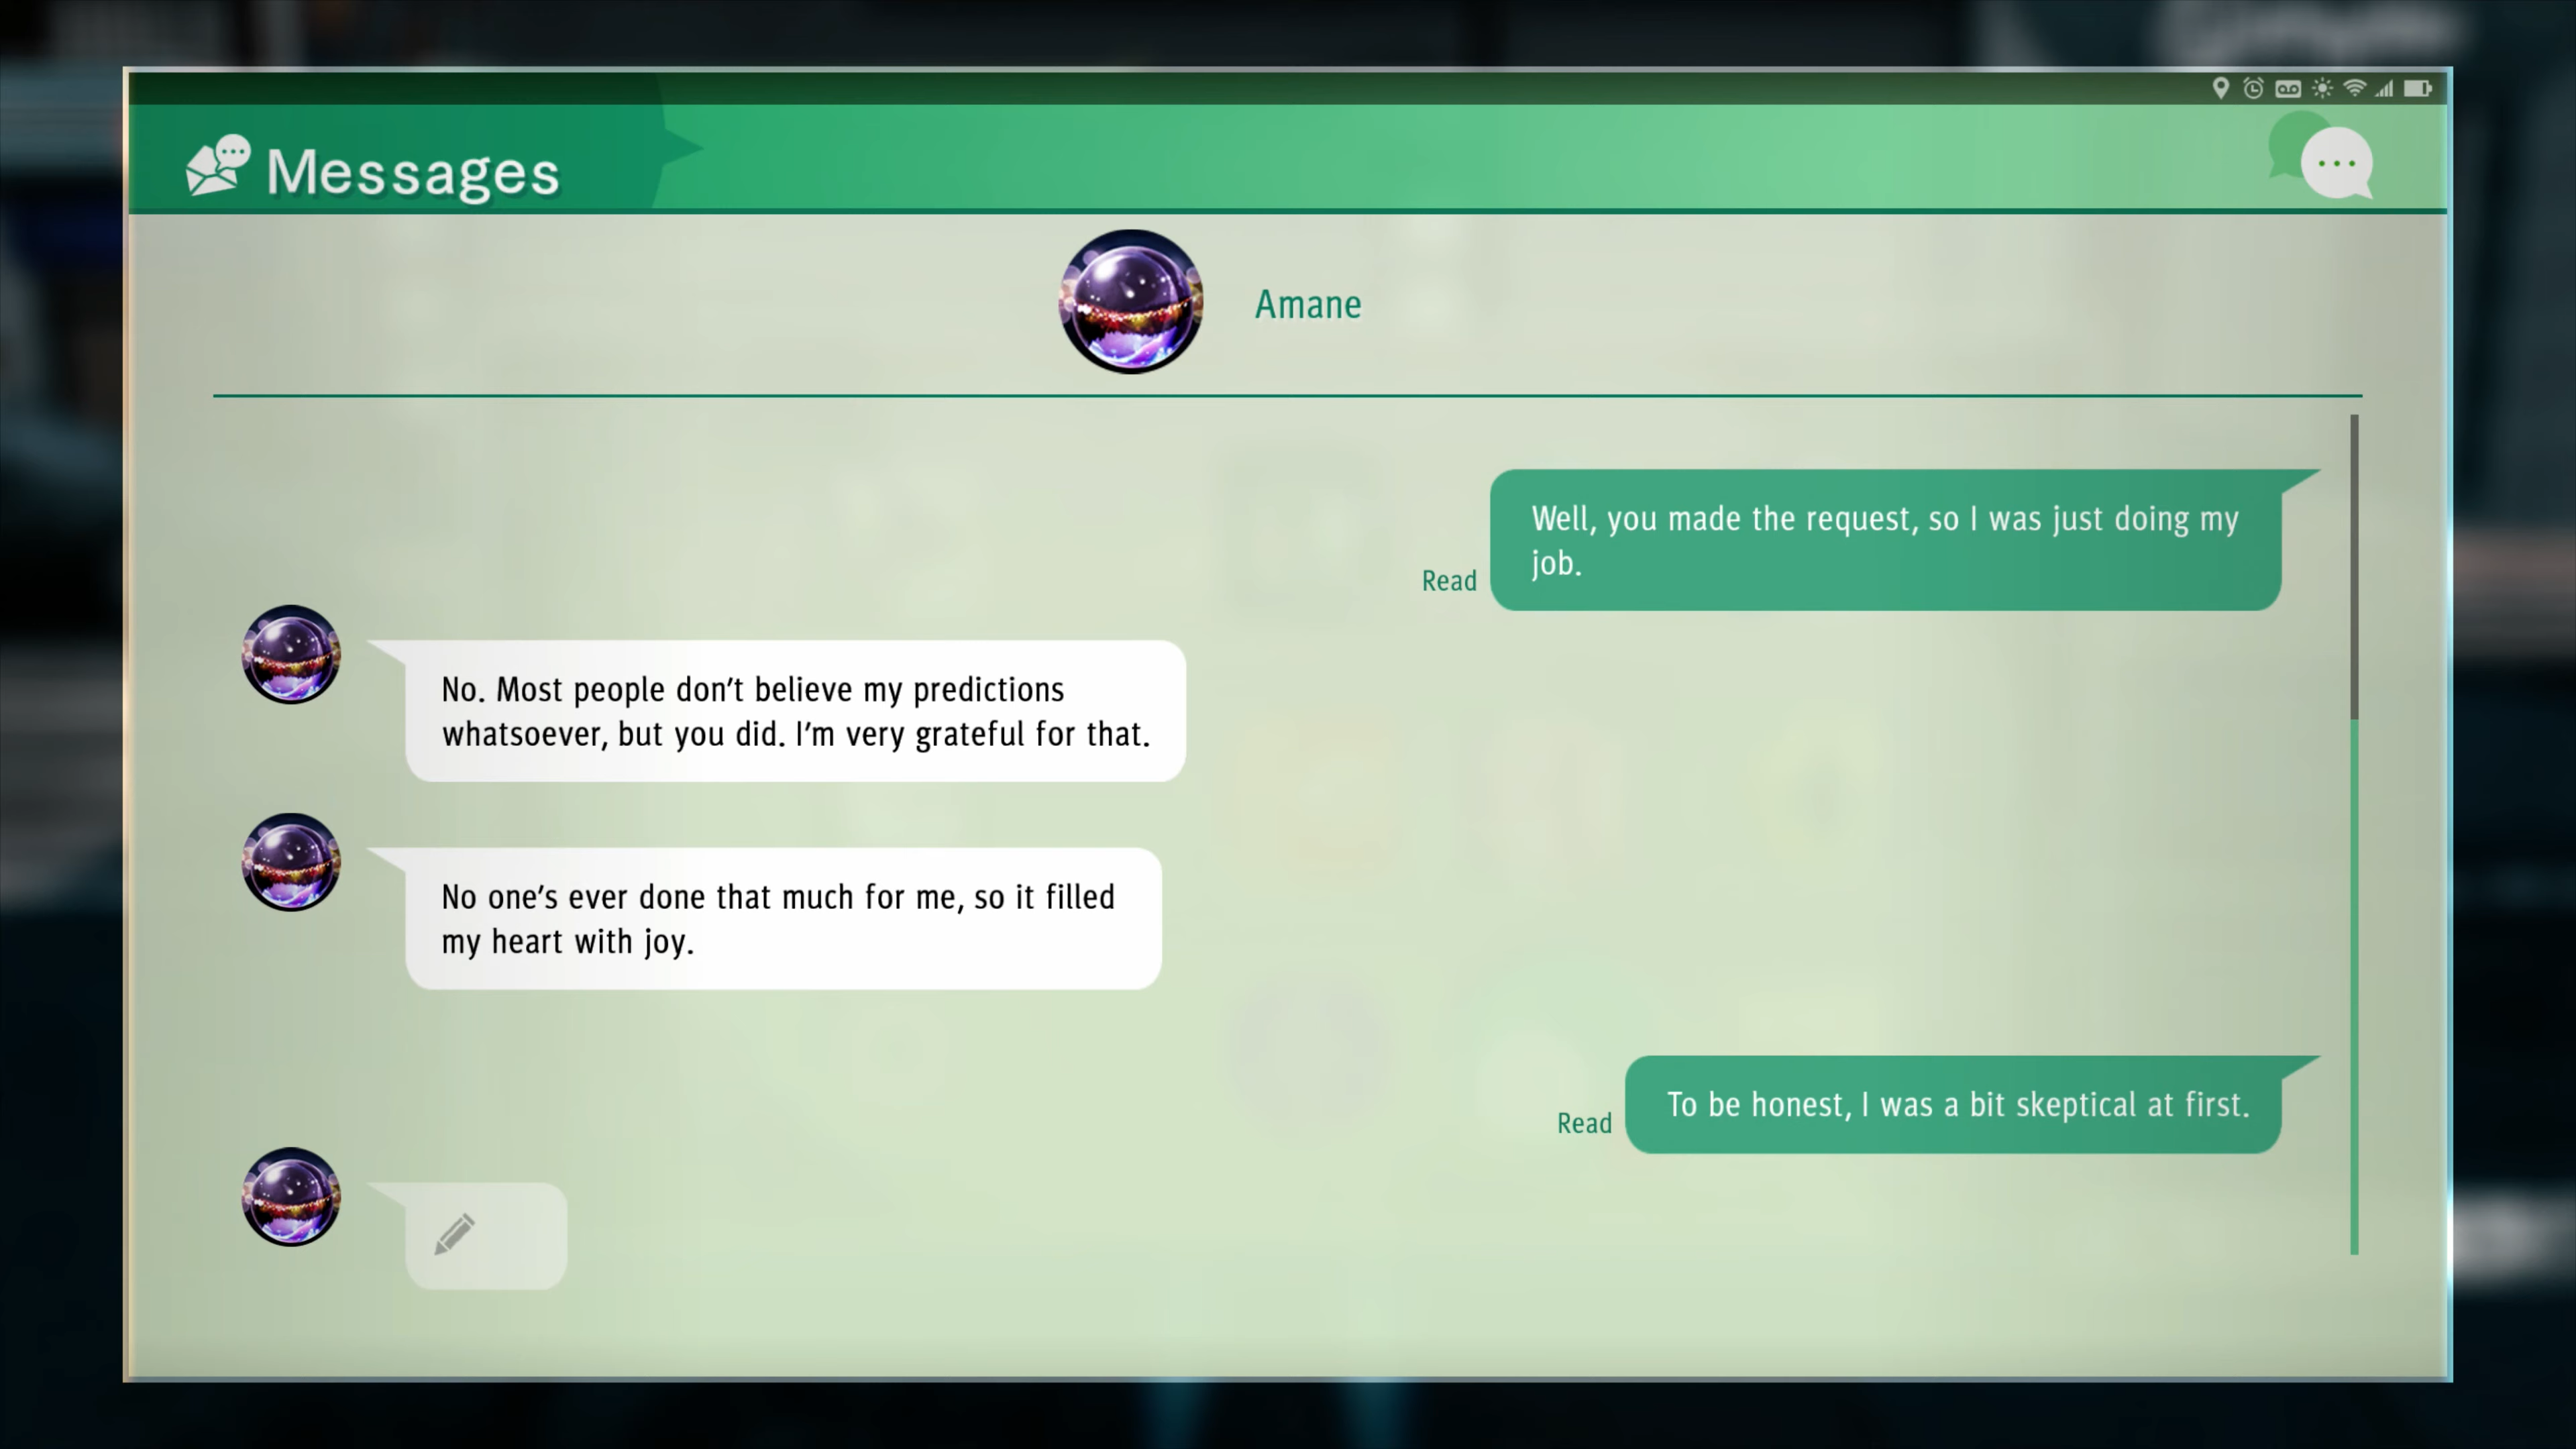 Messages
Amane
Well, you made the request, so I was just doing my
job.
Read
No. Most people don't believe my predictions
whatsoever, but you did. I'm very grateful for that.
No one's ever done that much for me, so it filled
my heart with joy.
To be honest, I was a bit skeptical at first.
Read